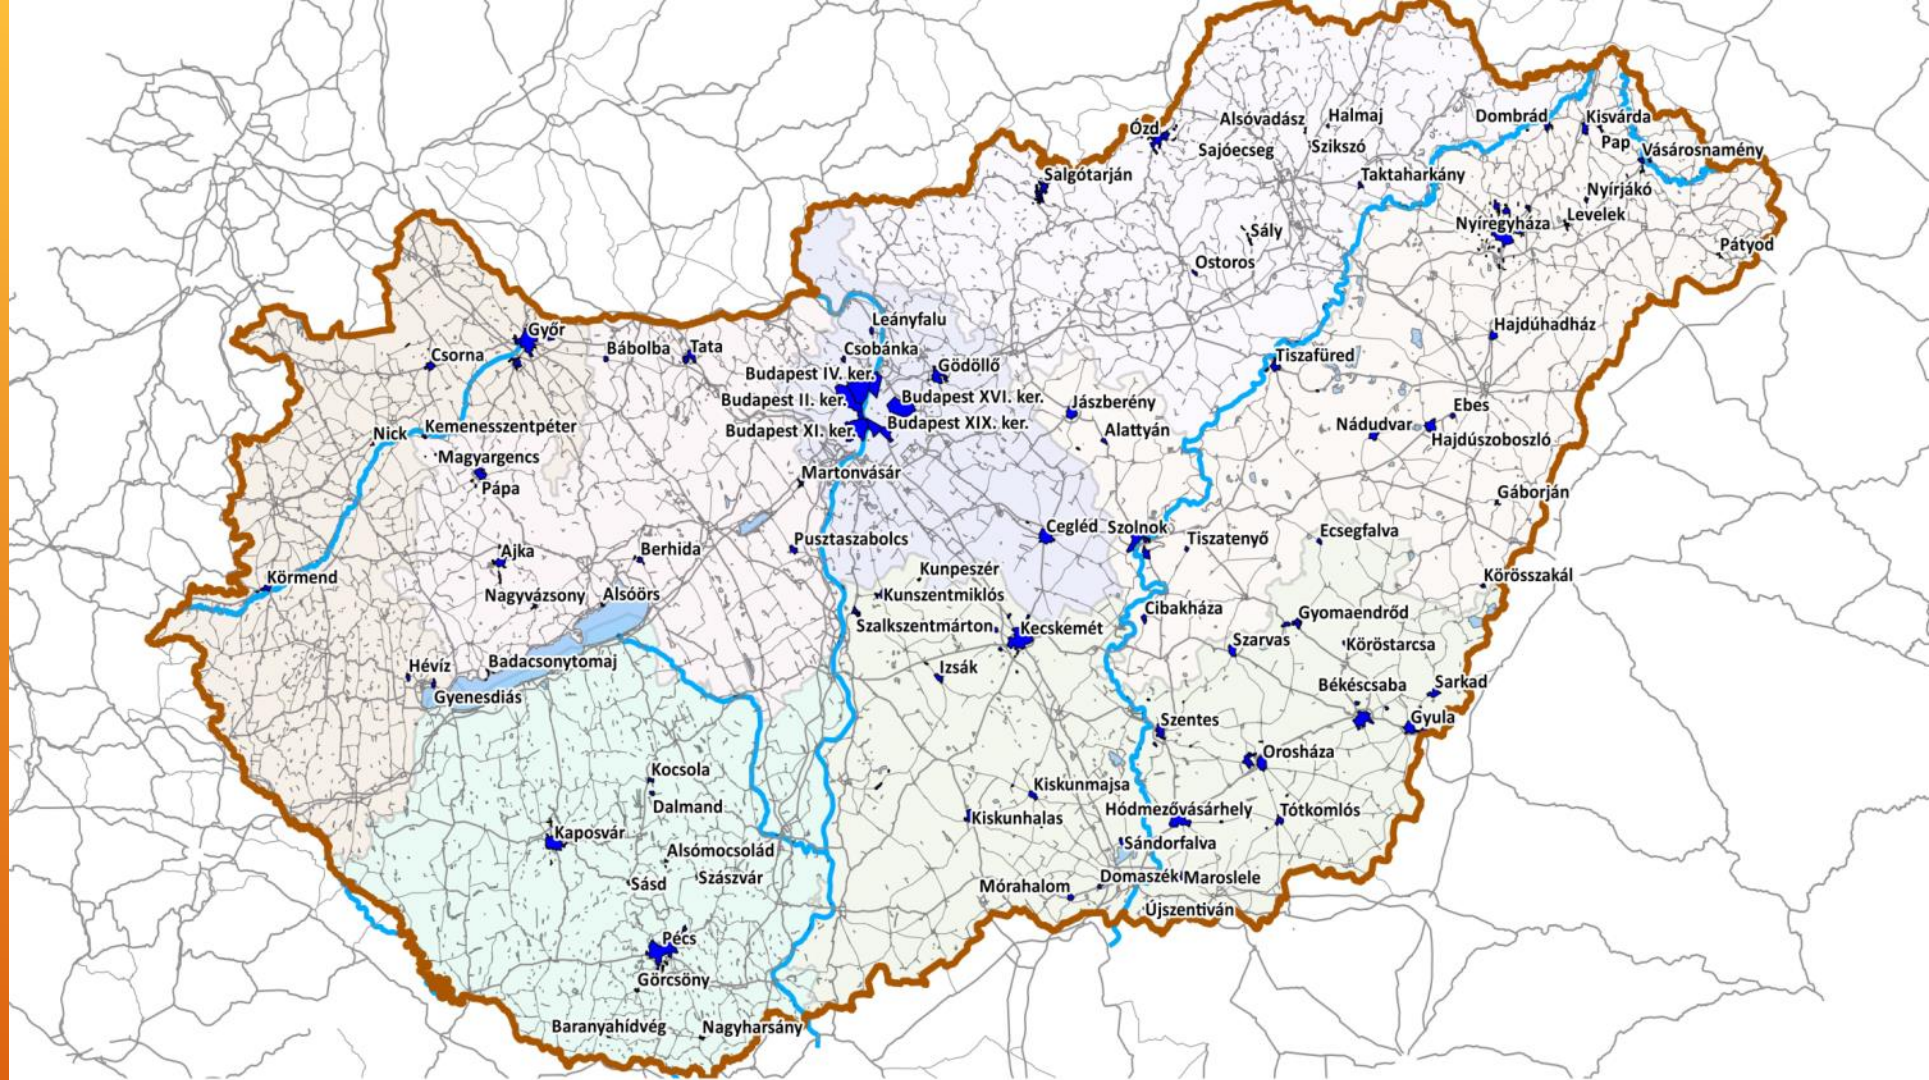 Ózd
Alsóvadász
Halmaj
Dombrád
Kisvárda
Sajóecseg
Szikszó
Pap
Vásárosnamény
Salgótarján
Taktaharkány
Nyírjákó
Levelek
Nyíregyháza
Sály
Pátyod
Ostoros
Leányfalu
Győr
Hajdúhadház
Csorna
Bábolba
Tata
Csobánka
Tiszafüred
Gödöllő
Budapest IV. ker.
Budapest II. ker.
Budapest XVI. ker.
Jászberény
Ebes
Budapest XI. ker.
Budapest XIX. ker.
Alattyán
Nádudvar
Hajdúszoboszló
Nick
Kemenesszentpéter
Magyargencs
Pápa
Martonvásár
Gáborján
Cegléd
Szolnok
Ecsegfalva
Pusztaszabolcs
Tiszatenyő
Ajka
Berhida
Kunpeszér
Körösszakál
Körmend
Nagyvázsony
Alsóörs
Kunszentmiklós
Cibakháza
Gyomaendrőd
Szalkszentmárton
Kecskemét
Szarvas
Köröstarcsa
Hévíz
Badacsonytomaj
Izsák
Gyenesdiás
Békéscsaba
Sarkad
Szentes
Gyula
Orosháza
Kocsola
Kiskunmajsa
Dalmand
Kiskunhalas
Hódmezővásárhely
Tótkomlós
Kaposvár
Sándorfalva
Alsómocsolád
Sásd
Szászvár
Mórahalom
Domaszék
Maroslele
Újszentiván
Pécs
Görcsöny
Baranyahídvég
Nagyharsány